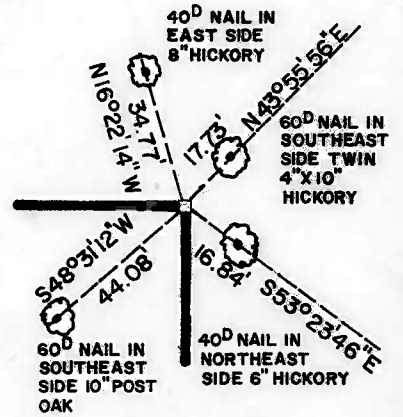 40ᴰ NAIL IN
EAST SIDE
8" HICKORY
N16°22'14"W
34.77'
17.73'
N43°55'56"E
60ᴰ NAIL IN
SOUTHEAST
SIDE TWIN
4"X10"
HICKORY
S48°31'12"W
44.08'
16.84'
S53°23'46"E
60ᴰ NAIL IN
SOUTHEAST
SIDE 10" POST
OAK
40ᴰ NAIL IN
NORTHEAST
SIDE 6" HICKORY